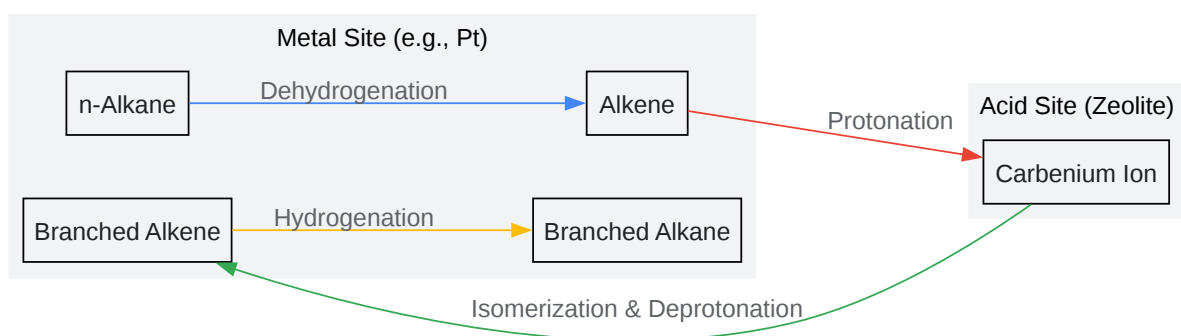 Metal Site (e.g., Pt)
n-Alkane
Dehydrogenation
Alkene
Protonation
Acid Site (Zeolite)
Carbenium Ion
Branched Alkene
Hydrogenation
Branched Alkane
Isomerization & Deprotonation